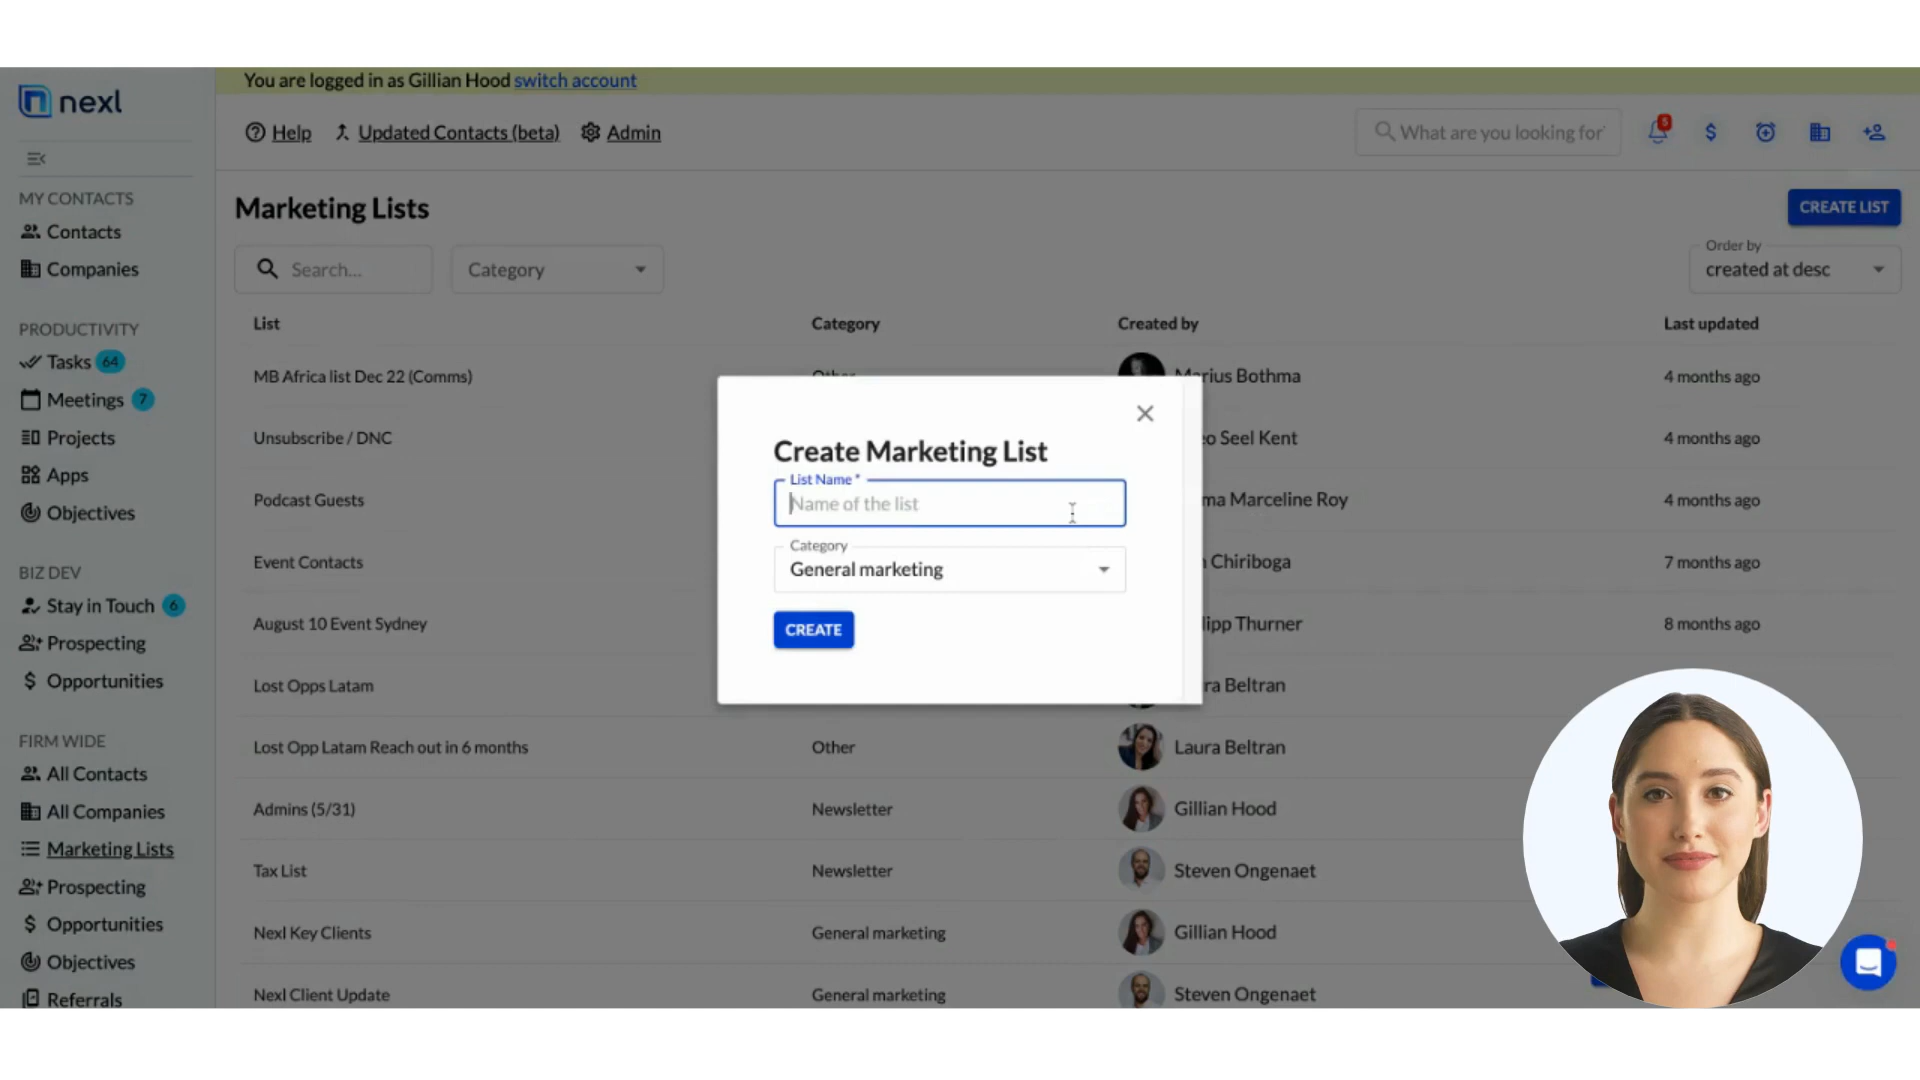 You are logged in as Gillian Hood switch account
nexl
Help
Updated Contacts (beta)
Admin
What are you looking for
5
MY CONTACTS
Contacts
Companies
PRODUCTIVITY
Tasks 64
Meetings 7
Projects
Apps
Objectives
BIZ DEV
Stay in Touch 6
Prospecting
Opportunities
FIRM WIDE
All Contacts
All Companies
Marketing Lists
Prospecting
Opportunities
Objectives
Referrals
Marketing Lists
CREATE LIST
Search...
Category
Order by
created at desc
List Category Created by Last updated
MB Africa list Dec 22 (Comms) Other Marius Bothma 4 months ago
Unsubscribe / DNC Seel Kent 4 months ago
Podcast Guests Marceline Roy 4 months ago
Event Contacts Chiriboga 7 months ago
August 10 Event Sydney Thurner 8 months ago
Lost Opps Latam Beltran
Lost Opp Latam Reach out in 6 months Other Laura Beltran
Admins (5/31) Newsletter Gillian Hood
Tax List Newsletter Steven Ongenaet
Nexl Key Clients General marketing Gillian Hood
Nexl Client Update General marketing Steven Ongenaet
Create Marketing List
List Name *
Name of the list
Category
General marketing
CREATE